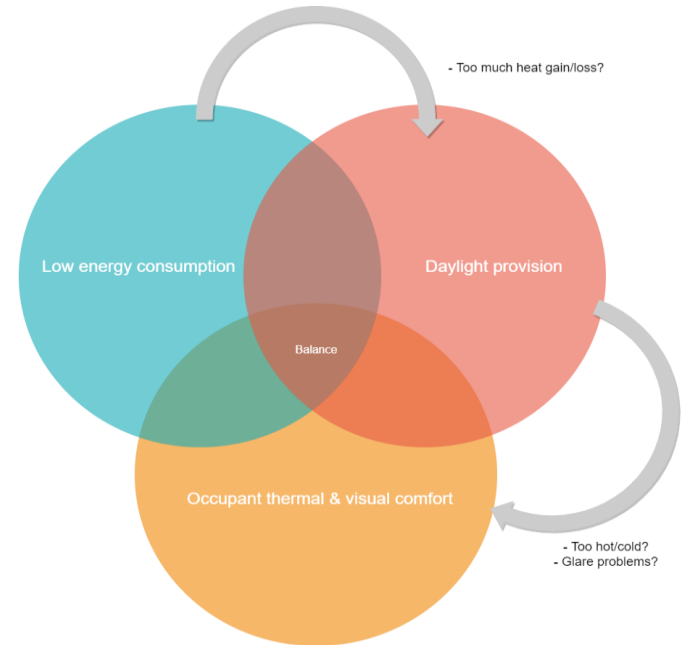 - Too much heat gain/loss?
Low energy consumption
Daylight provision
Balance
Occupant thermal & visual comfort
- Too hot/cold?
- Glare problems?